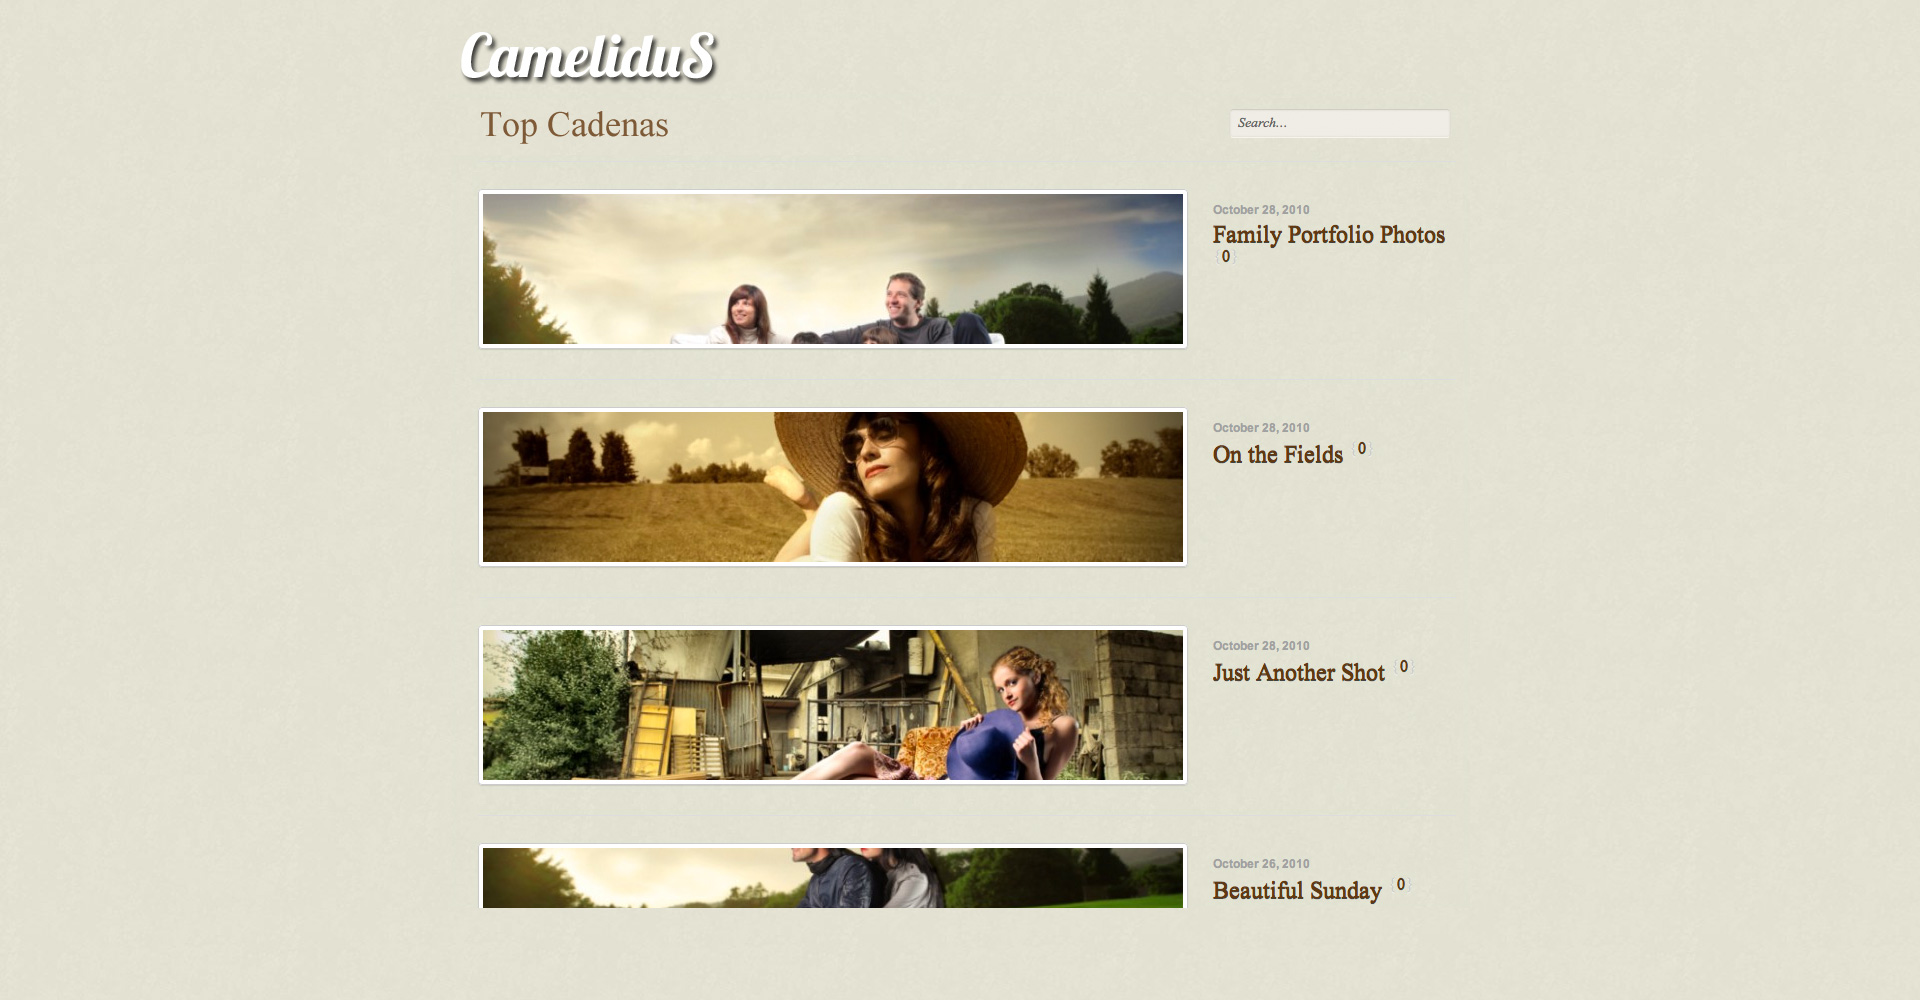 CameliduS
Top Cadenas
Search...
October 28, 2010
Family Portfolio Photos
0
October 28, 2010
On the Fields 0
October 28, 2010
Just Another Shot 0
October 26, 2010
Beautiful Sunday 0